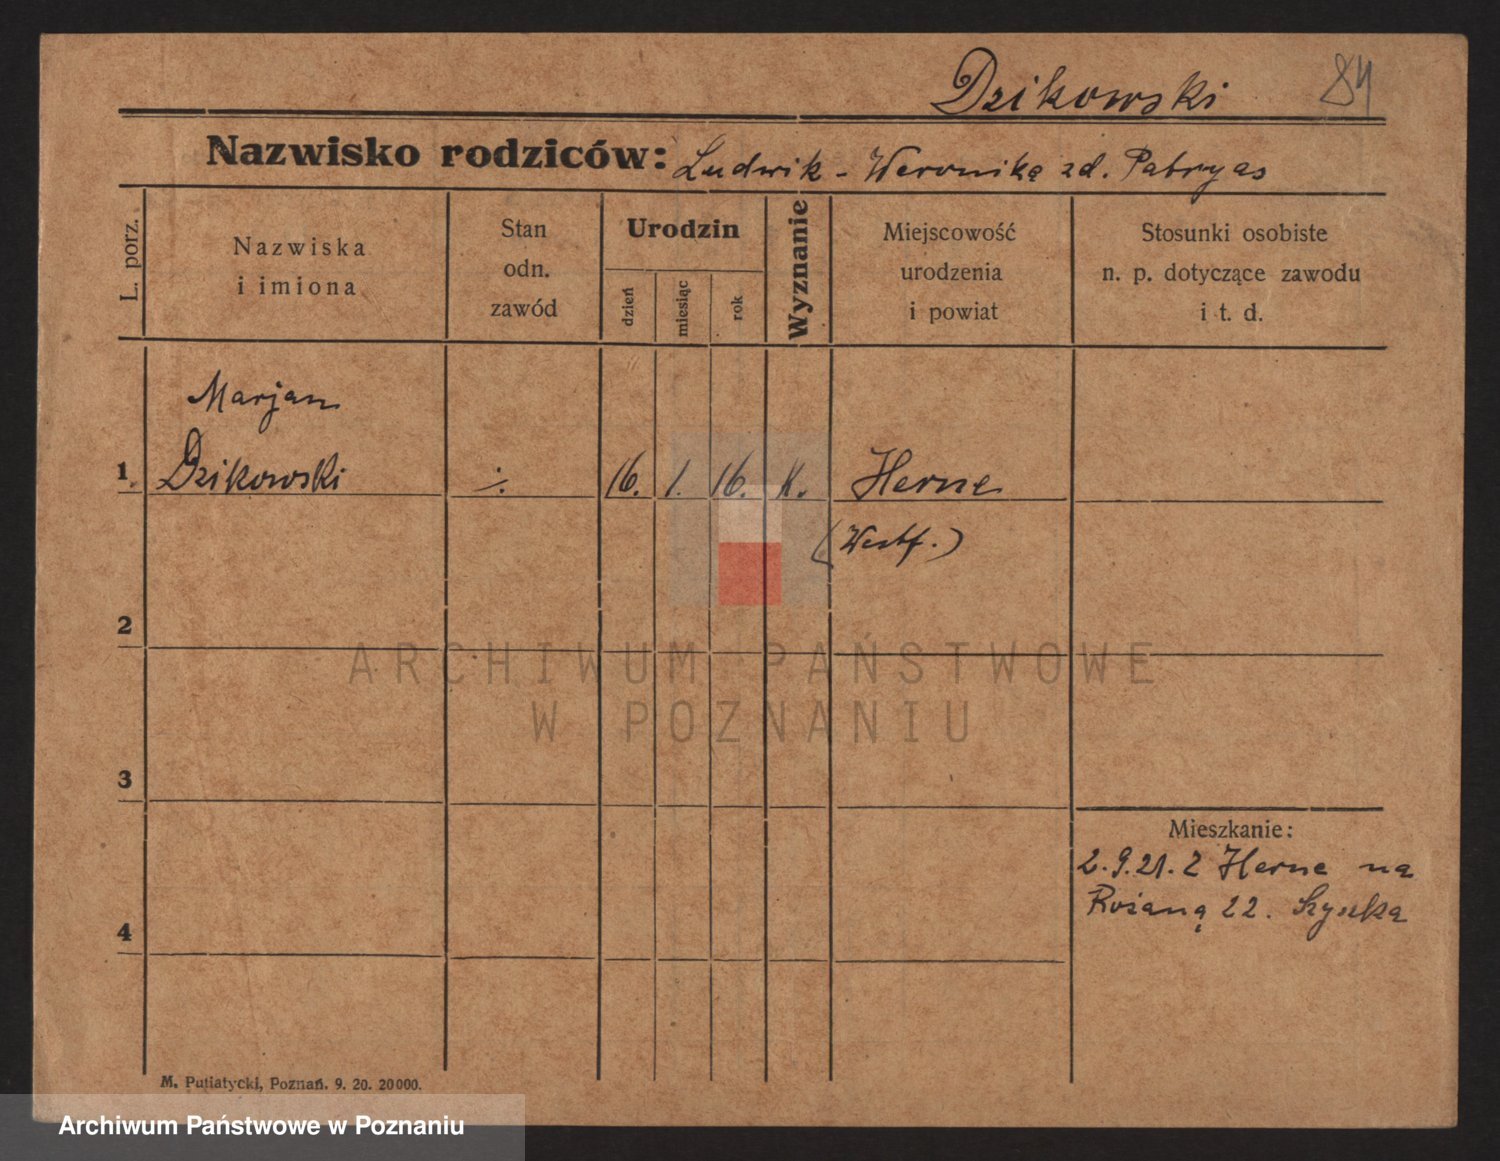 Dzikowski 84
Nazwisko rodziców: Ludwik - Weronika zd. Patryas
L. porz.
Nazwiska
i imiona
Stan
odn.
zawód
Urodzin
dzień
miesiąc
rok
Wyznanie
Miejscowość
urodzenia
i powiat
Stosunki osobiste
n. p. dotyczące zawodu
i t. d.
Marjan
1. Dzikowski ./. 16. 1. 16. K. Herne
(Westf.)
2
3
4
Mieszkanie:
2.9.21. z Herne na
Różaną 22. Szyszka
M. Putiatycki, Poznań. 9. 20. 20000.
ARCHIWUM PAŃSTWOWE
W POZNANIU
Archiwum Państwowe w Poznaniu